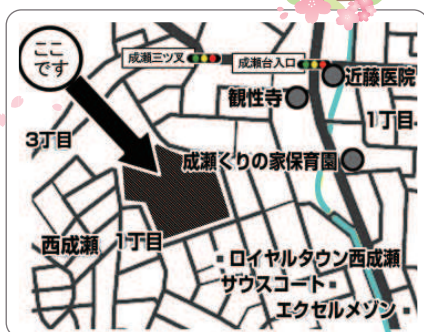 ここ
です
成瀬三ツ叉
成瀬台入口
近藤医院
観性寺
1丁目
3丁目
成瀬くりの家保育園
西成瀬
1丁目
ロイヤルタウン西成瀬
サウスコート
エクセルメゾン